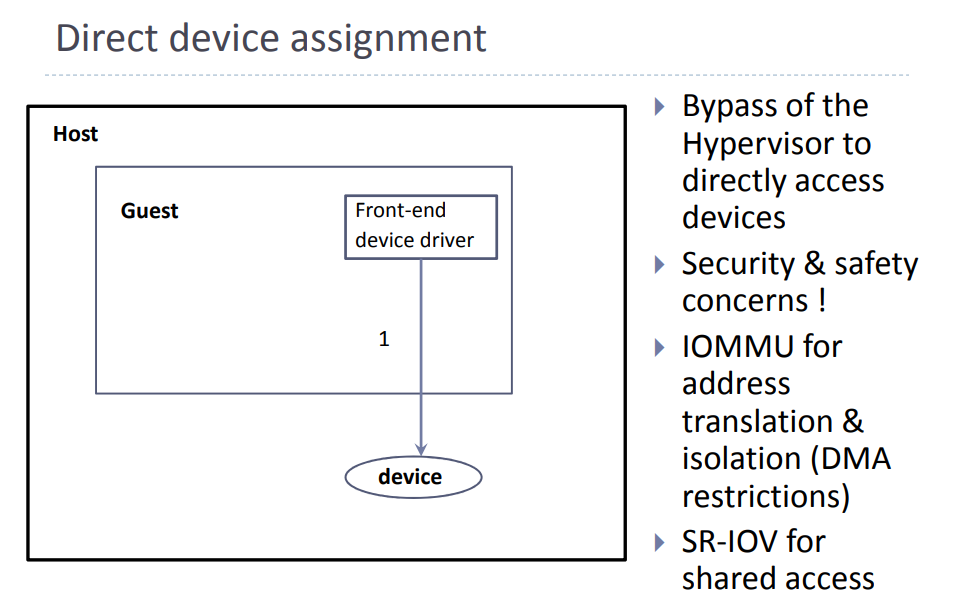 Direct device assignment
Host
Guest
Front-end
device driver
1
device
Bypass of the
Hypervisor to
directly access
devices
Security & safety
concerns !
IOMMU for
address
translation &
isolation (DMA
restrictions)
SR-IOV for
shared access